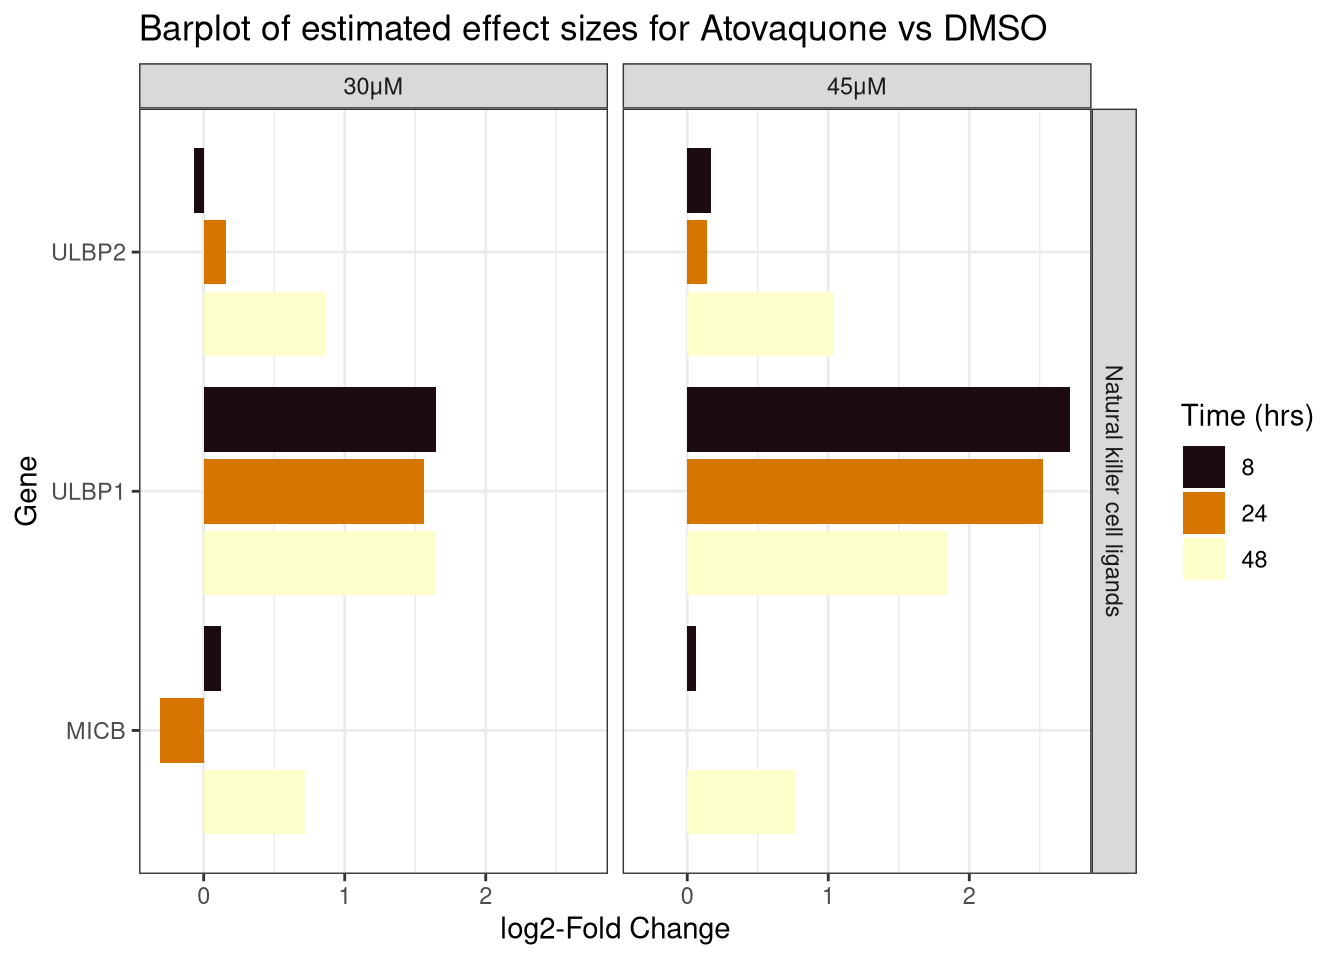 Barplot of estimated effect sizes for Atovaquone vs DMSO
30µM
45µM
ULBP2
ULBP1
MICB
Gene
0
1
2
0
1
2
log2-Fold Change
Natural killer cell ligands
Time (hrs)
8
24
48